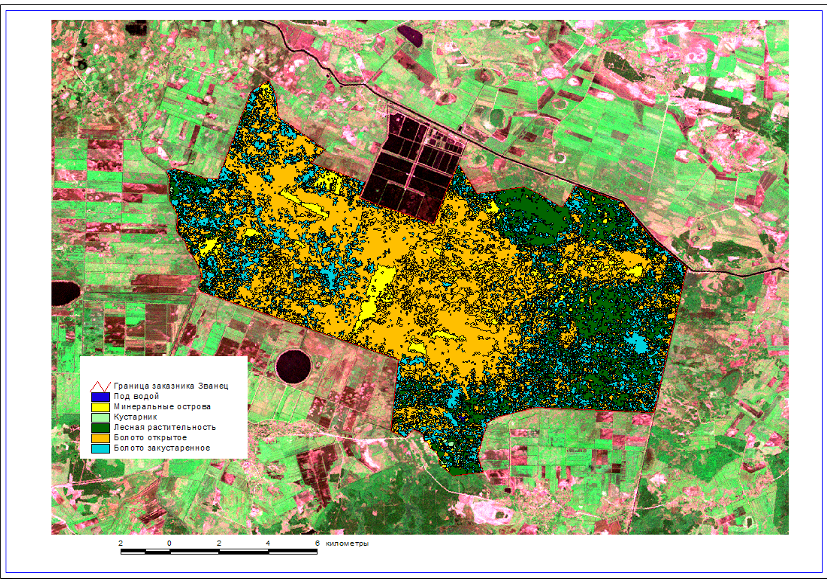 Граница заказника Званец
Под водой
Минеральные острова
Кустарник
Лесная растительность
Болото открытое
Болото закустаренное
2 0 2 4 6 километры